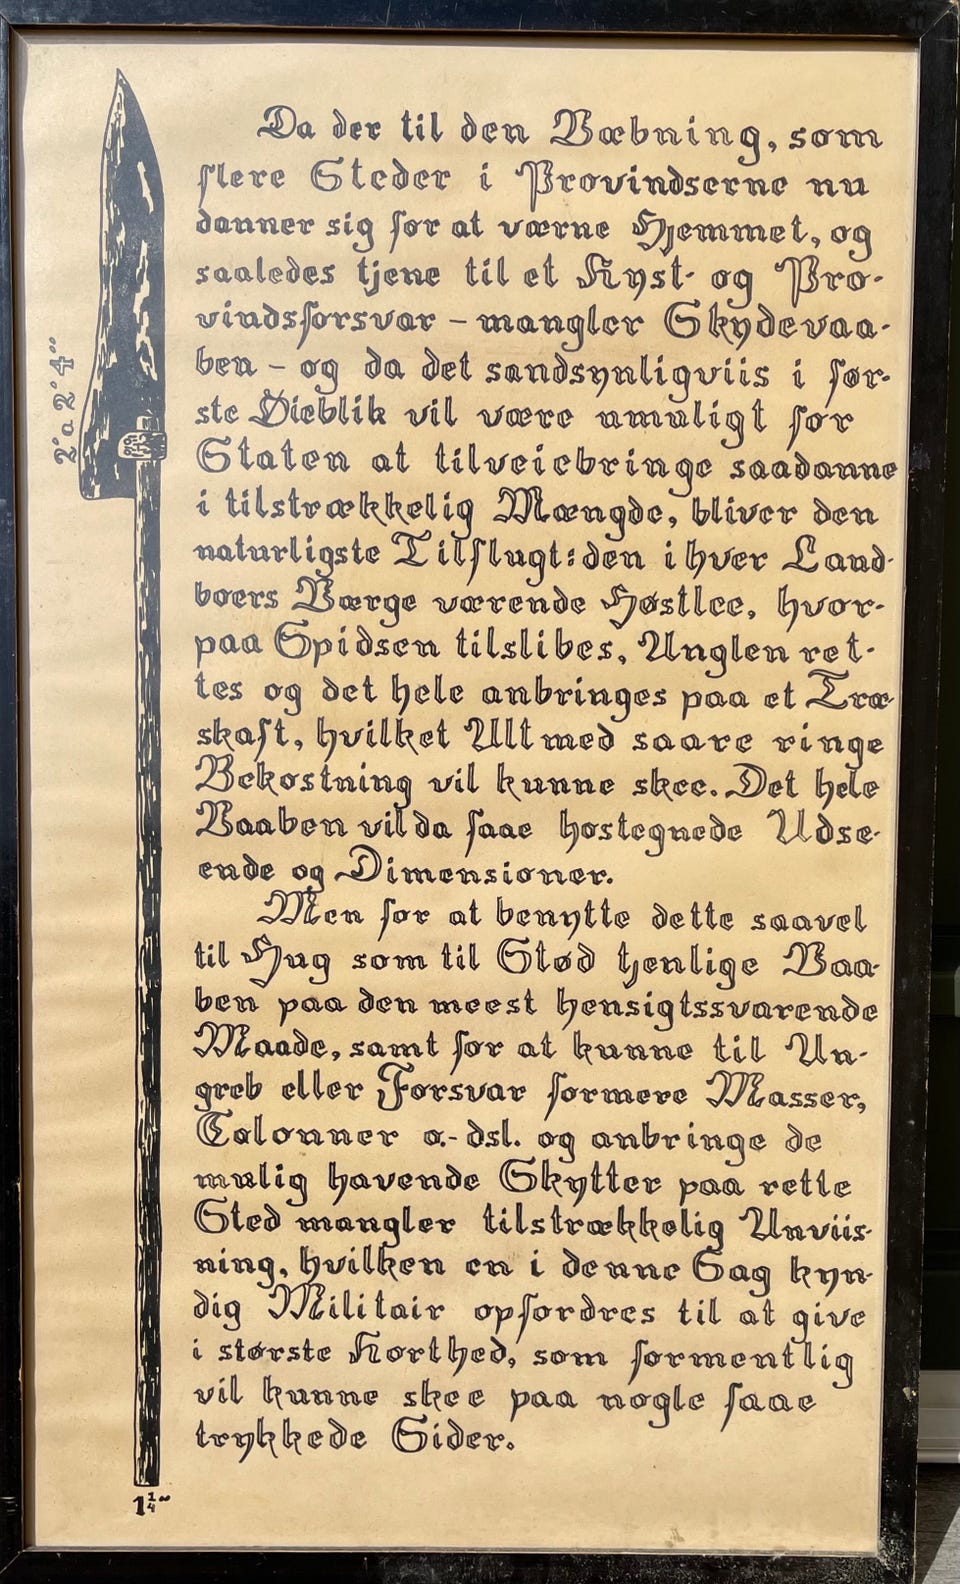 Da der til den Væbning, som
flere Steder i Provindserne nu
danner sig for at værne Hjemmet, og
saaledes tjene til et Kyst- og Pro-
vindsforsvar – mangler Skydevaa-
ben – og da det sandsynligviis i før-
ste Øieblik vil være umuligt for
Staten at tilveiebringe saadanne
i tilstrækkelig Mængde, bliver den
naturligste Tilflugt: den i hver Land-
boers Værge værende Høstlee, hvor-
paa Spidsen tilslibes, Anglen ret-
tes og det hele anbringes paa et Træ-
skaft, hvilket Alt med saare ringe
Bekostning vil kunne skee. Det hele
Vaaben vil da faae hostegnede Udse-
ende og Dimensioner.
Men for at benytte dette saavel
til Hug som til Stød tjenlige Vaa-
ben paa den meest hensigtssvarende
Maade, samt for at kunne til An-
greb eller Forsvar formere Masser,
Colonner o.- dsl. og anbringe de
mulig havende Skytter paa rette
Sted mangler tilstrækkelig Anviis-
ning, hvilken en i denne Sag kyn-
dig Militair opfordres til at give
i største Korthed, som formentlig
vil kunne skee paa nogle faae
trykkede Sider.
2' a 2' 4"
1 1/4"